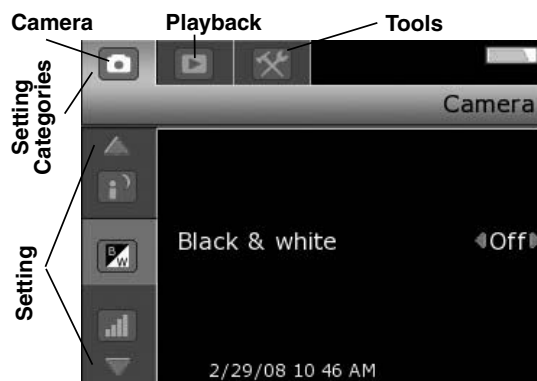 Camera
Playback
Tools
Setting
Categories
Camera
B
W
Black & white
Off
Setting
2/29/08 10 46 AM